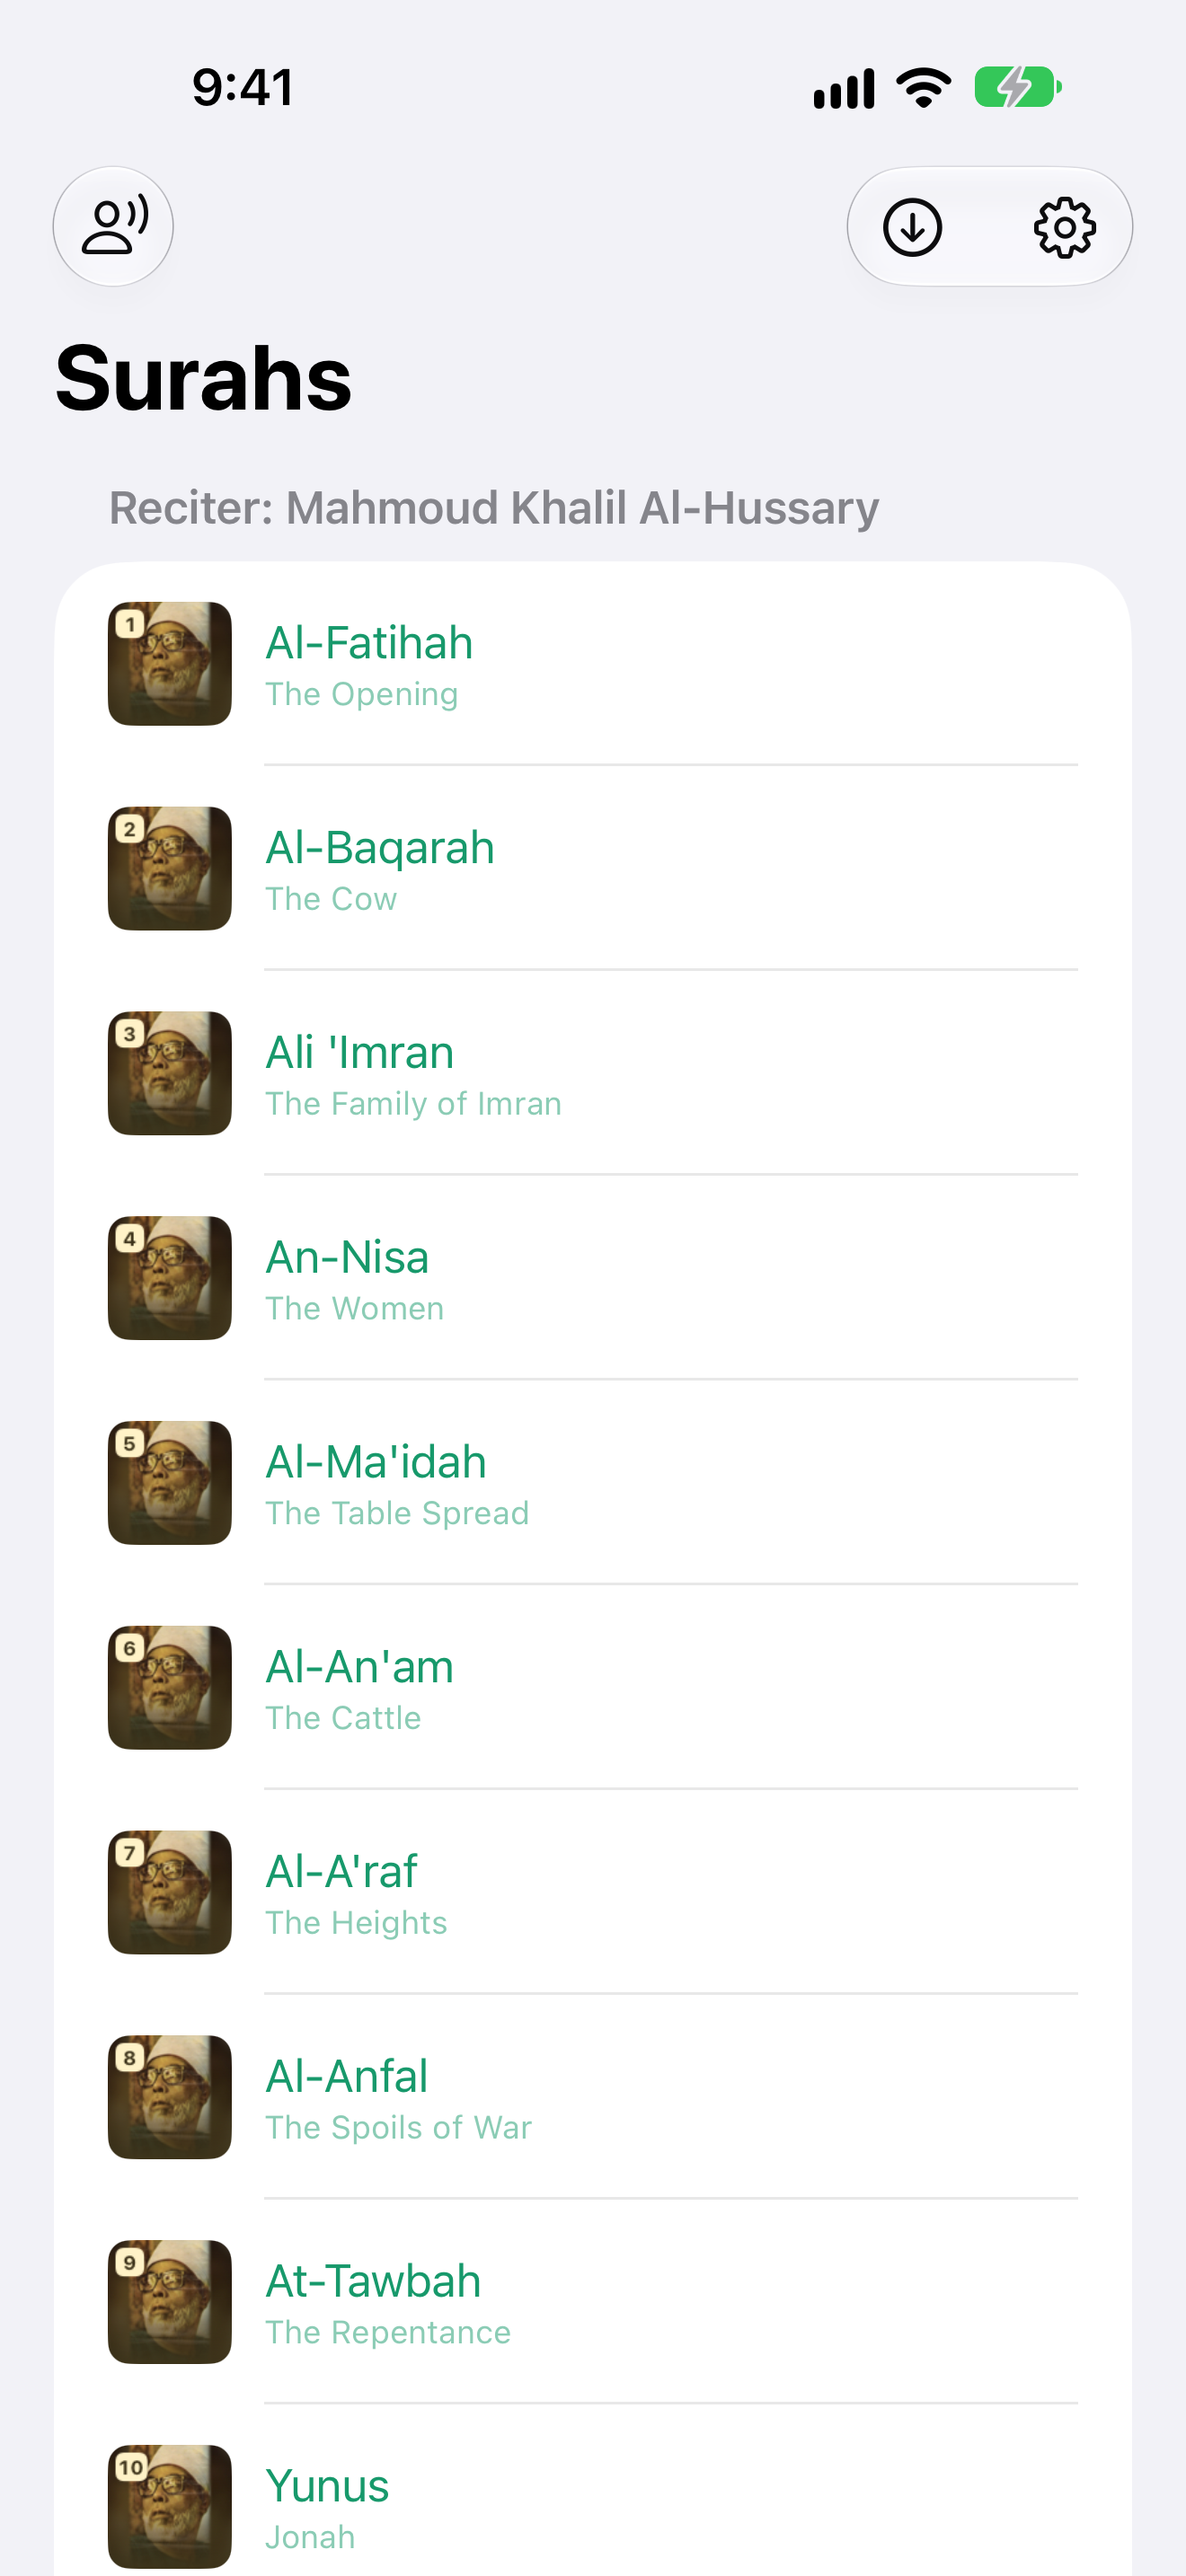 9:41
Surahs
Reciter: Mahmoud Khalil Al-Hussary
1
Al-Fatihah
The Opening
2
Al-Baqarah
The Cow
3
Ali 'Imran
The Family of Imran
4
An-Nisa
The Women
5
Al-Ma'idah
The Table Spread
6
Al-An'am
The Cattle
7
Al-A'raf
The Heights
8
Al-Anfal
The Spoils of War
9
At-Tawbah
The Repentance
10
Yunus
Jonah